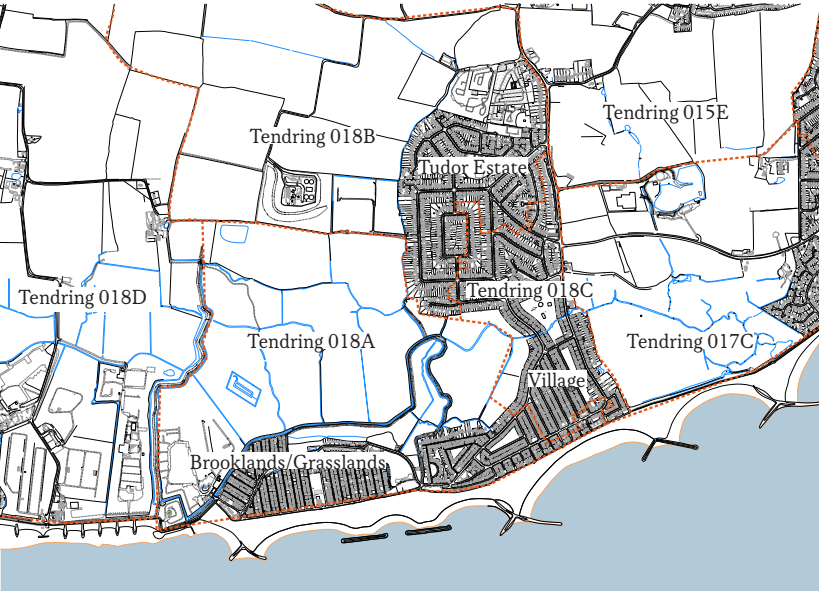 Tendring 015E
Tendring 018B
Tudor Estate
Tendring 018C
Tendring 018D
Tendring 018A
Tendring 017C
Village
Brooklands/Grasslands